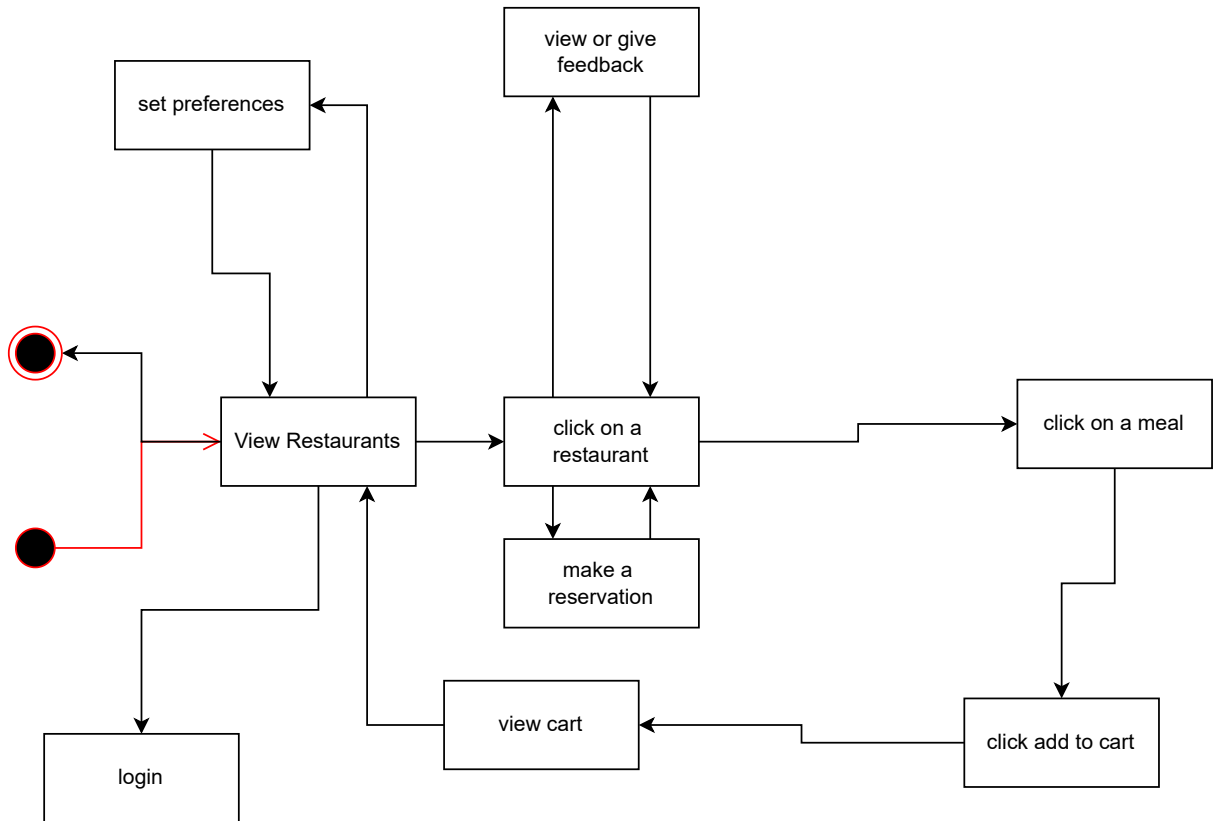 view or give
feedback
set preferences
View Restaurants
click on a
restaurant
click on a meal
make a
reservation
view cart
click add to cart
login